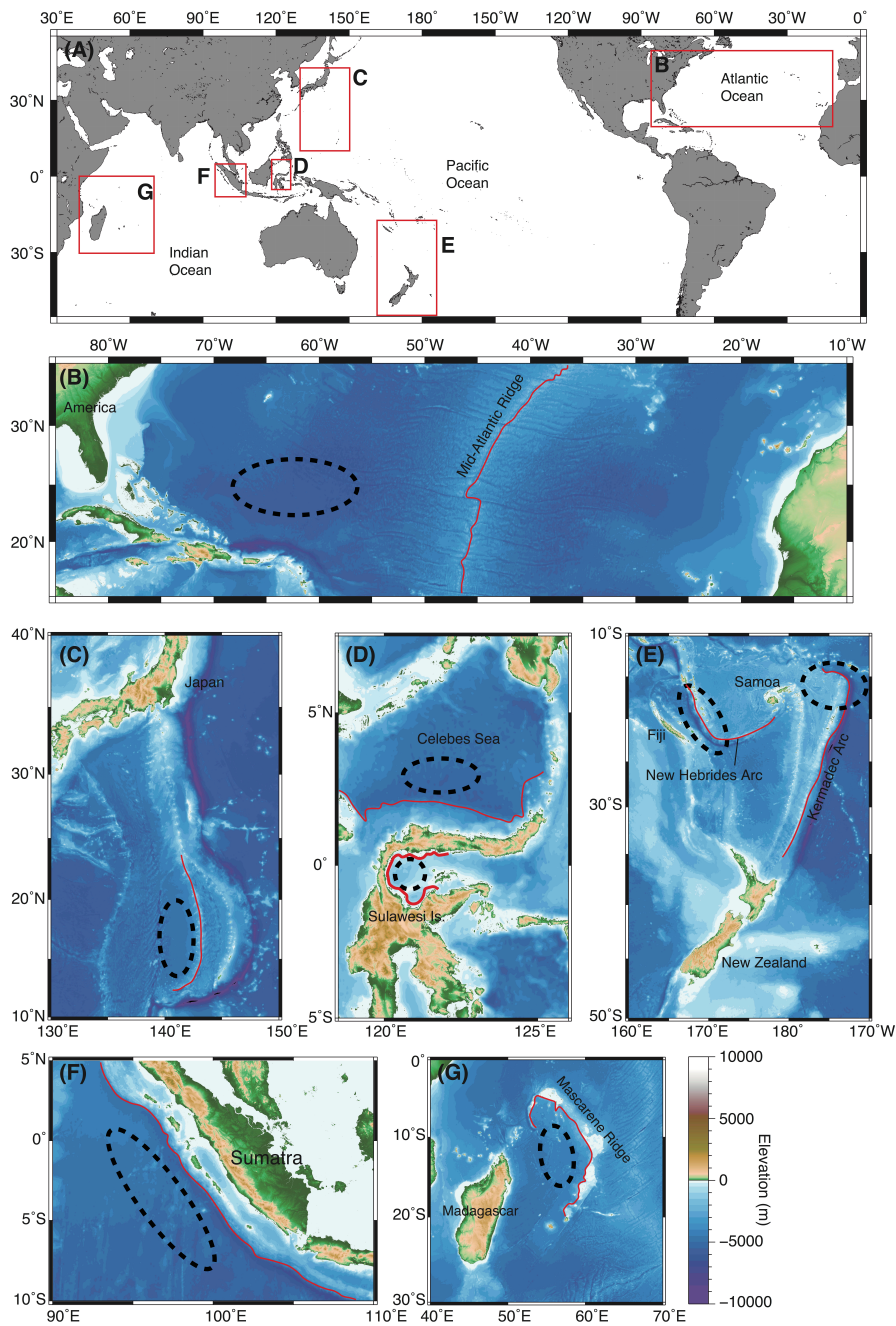 30˚E 60˚E 90˚E 120˚E 150˚E 180˚ 150˚W 120˚W 90˚W 60˚W 30˚W 0˚
(A)
B
C
Atlantic
Ocean
30˚N
Pacific
Ocean
D
F
0˚
G
E
Indian
Ocean
30˚S
80˚W 70˚W 60˚W 50˚W 40˚W 30˚W 20˚W 10˚W
(B)
America
Mid-Atlantic Ridge
30˚N
20˚N
40˚N
(C)
Japan
30˚N
20˚N
10˚N
130˚E 140˚E 150˚E
(D)
5˚N
Celebes Sea
0˚
Sulawesi Is.
5˚S
120˚E 125˚E
10˚S
(E)
Samoa
Fiji
New Hebrides Arc
Kermadec Arc
30˚S
New Zealand
50˚S
160˚E 170˚E 180˚ 170˚W
5˚N
(F)
0˚
Sumatra
5˚S
10˚S
90˚E 100˚E 110˚E
0˚
(G)
Mascarene Ridge
10˚S
Madagascar
20˚S
30˚S
40˚E 50˚E 60˚E 70˚E
10000
5000
0
−5000
−10000
Elevation (m)